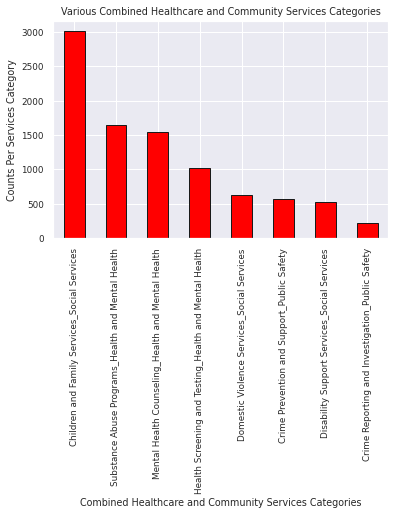 Various Combined Healthcare and Community Services Categories
3000
2500
2000
1500
1000
500
0
Counts Per Services Category
Children and Family Services_Social Services
Substance Abuse Programs_Health and Mental Health
Mental Health Counseling_Health and Mental Health
Health Screening and Testing_Health and Mental Health
Domestic Violence Services_Social Services
Crime Prevention and Support_Public Safety
Disability Support Services_Social Services
Crime Reporting and Investigation_Public Safety
Combined Healthcare and Community Services Categories